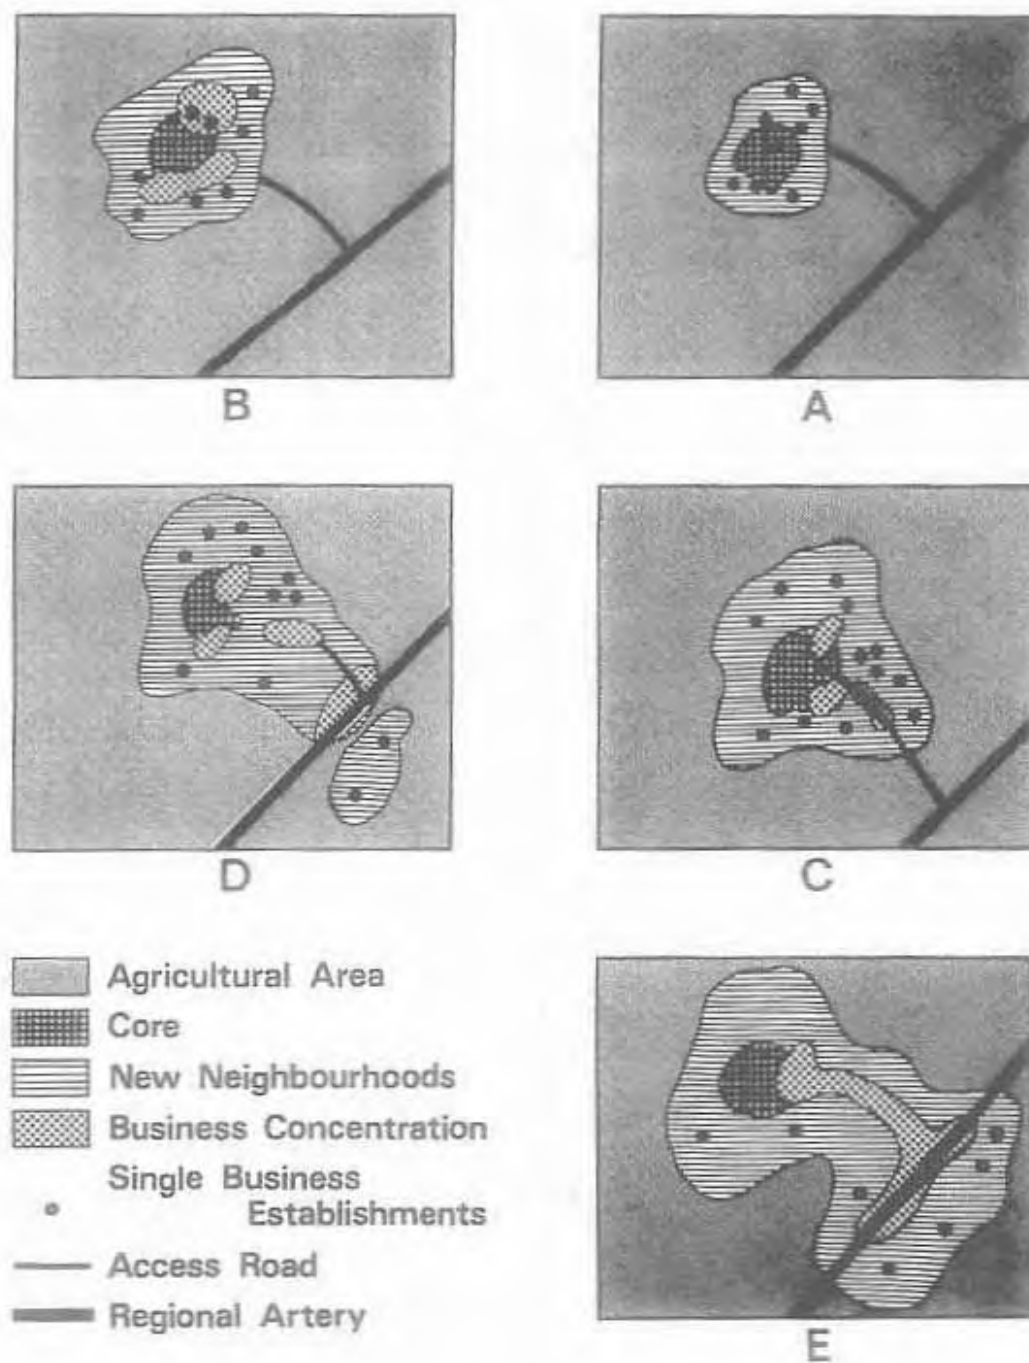 B
A
D
C
Agricultural Area
Core
New Neighbourhoods
Business Concentration
Single Business
Establishments
Access Road
Regional Artery
E